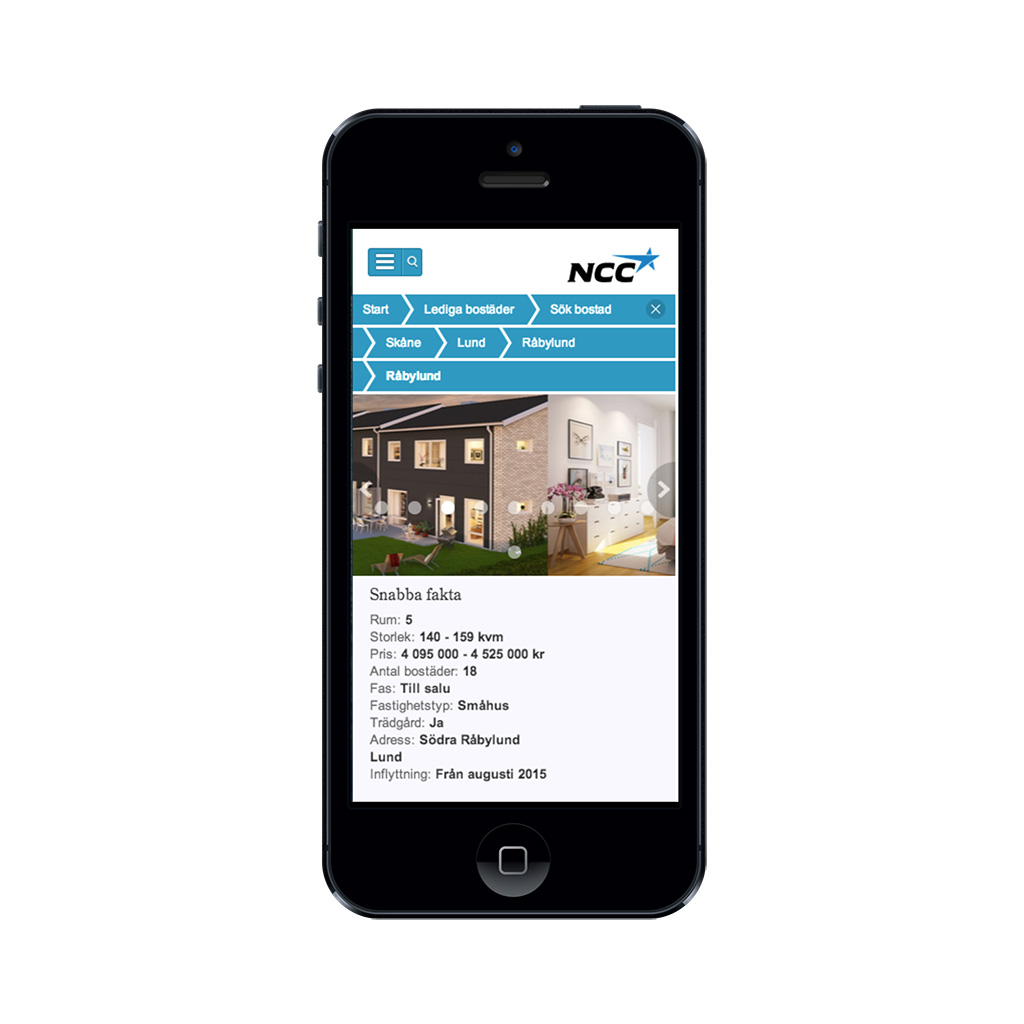 NCC
Start Lediga bostäder Sök bostad
Skåne Lund Råbylund
Råbylund
Snabba fakta
Rum: 5
Storlek: 140 - 159 kvm
Pris: 4 095 000 - 4 525 000 kr
Antal bostäder: 18
Fas: Till salu
Fastighetstyp: Småhus
Trädgård: Ja
Adress: Södra Råbylund
Lund
Inflyttning: Från augusti 2015